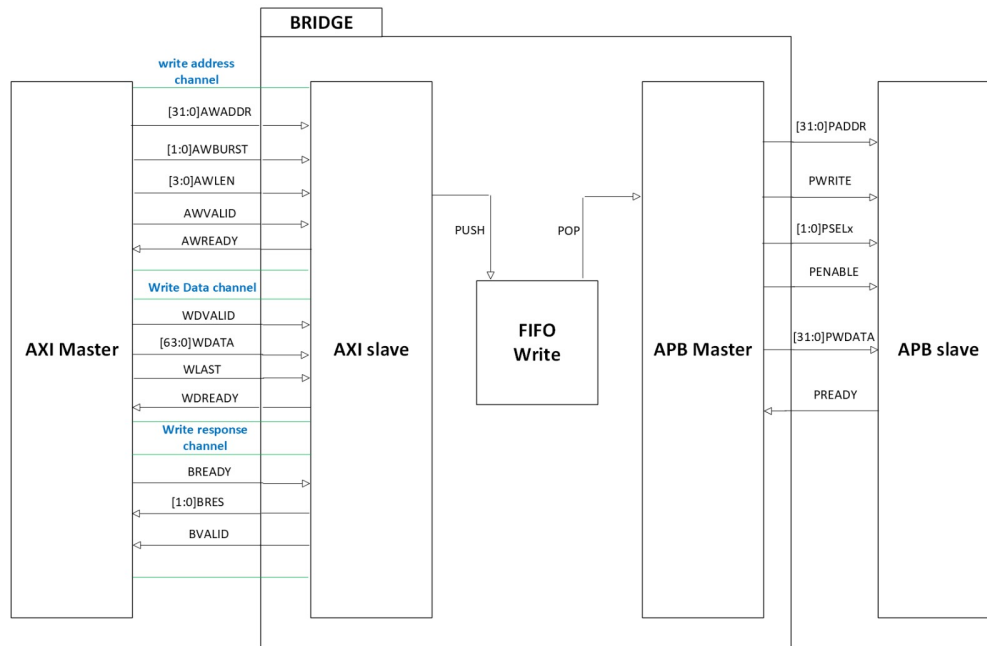 BRIDGE
write address
channel
[31:0]AWADDR
[1:0]AWBURST
[3:0]AWLEN
AWVALID
AWREADY
Write Data channel
WDVALID
[63:0]WDATA
WLAST
WDREADY
Write response
channel
BREADY
[1:0]BRES
BVALID
AXI Master
AXI slave
PUSH
FIFO
Write
POP
APB Master
[31:0]PADDR
PWRITE
[1:0]PSELx
PENABLE
[31:0]PWDATA
PREADY
APB slave